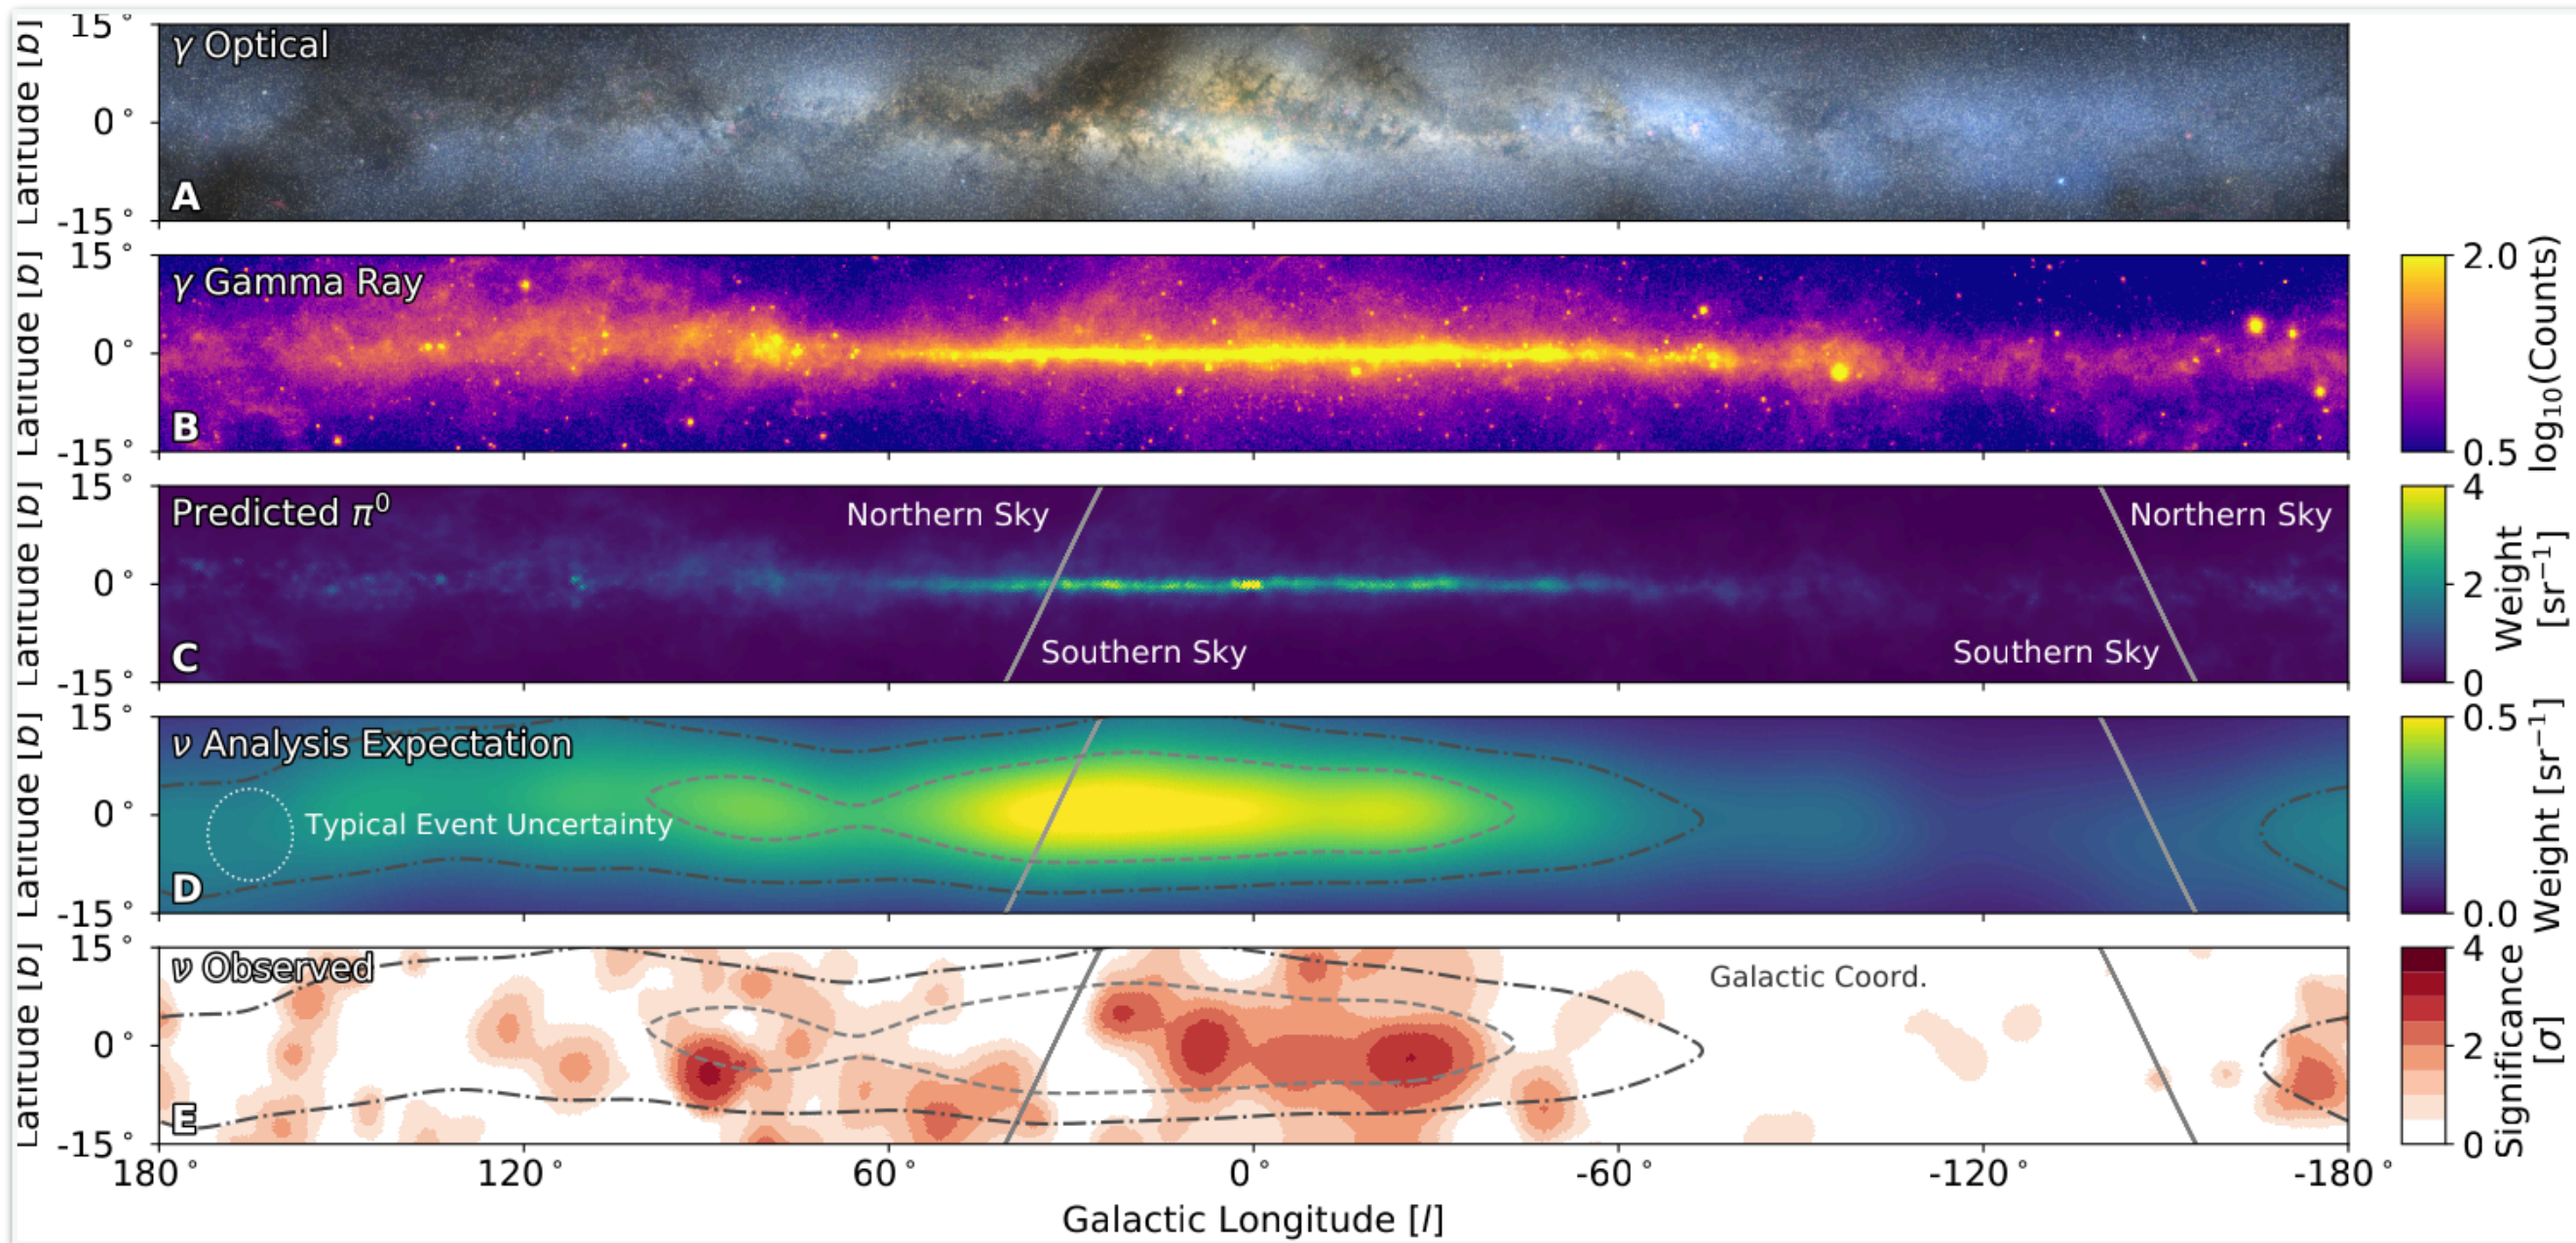 15°
γ Optical
0°
Latitude [b]
A
-15°
15°
γ Gamma Ray
0°
Latitude [b]
B
-15°
2.0
0.5
log₁₀(Counts)
15°
Predicted π⁰
Northern Sky
Northern Sky
0°
Latitude [b]
Southern Sky
Southern Sky
C
-15°
4
2
0
Weight
[sr⁻¹]
15°
ν Analysis Expectation
0°
Latitude [b]
Typical Event Uncertainty
D
-15°
0.5
0.0
Weight [sr⁻¹]
15°
ν Observed
Galactic Coord.
0°
Latitude [b]
E
-15°
4
2
0
Significance
[σ]
180° 120° 60° 0° -60° -120° -180°
Galactic Longitude [l]